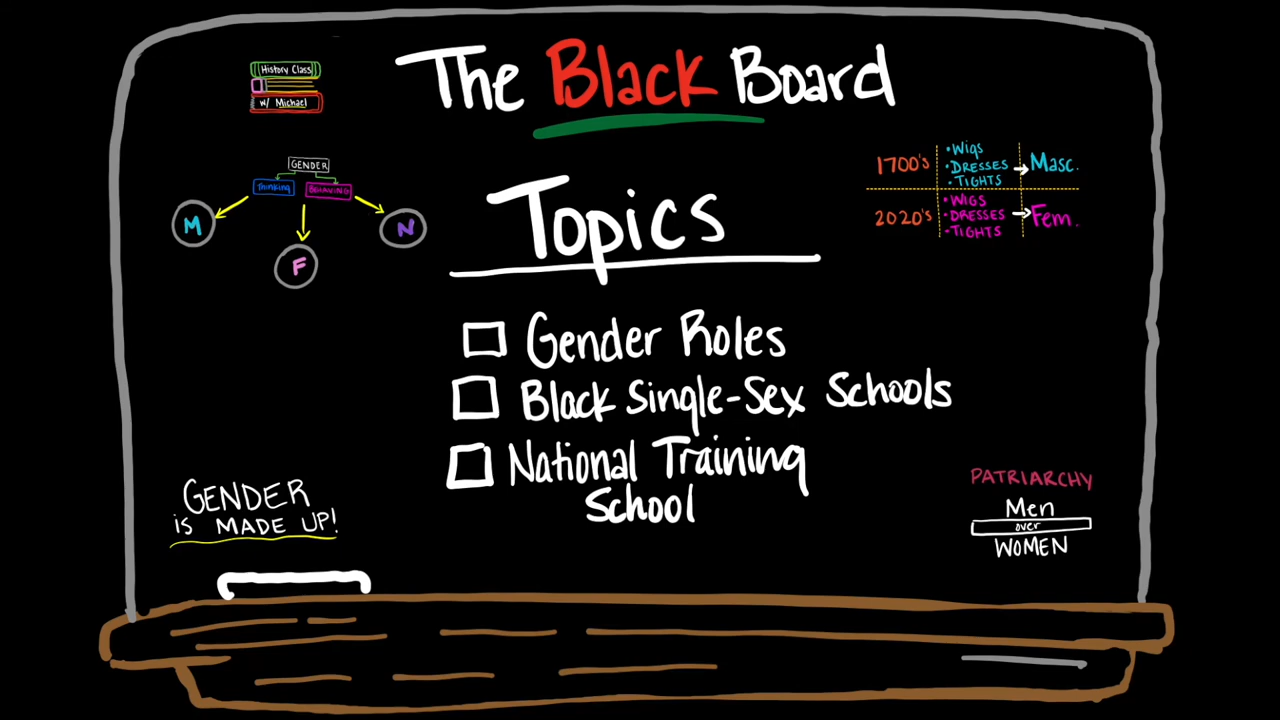 History Class
w/ Michael
The Black Board
GENDER
Thinking
BEHAVING
M
F
N
1700's
• Wigs
• DRESSES
• TIGHTS
Masc.
2020's
• WIGS
• DRESSES
• TIGHTS
Fem.
Topics
Gender Roles
Black Single-Sex Schools
National Training
School
GENDER
is MADE UP!
PATRIARCHY
Men
over
WOMEN